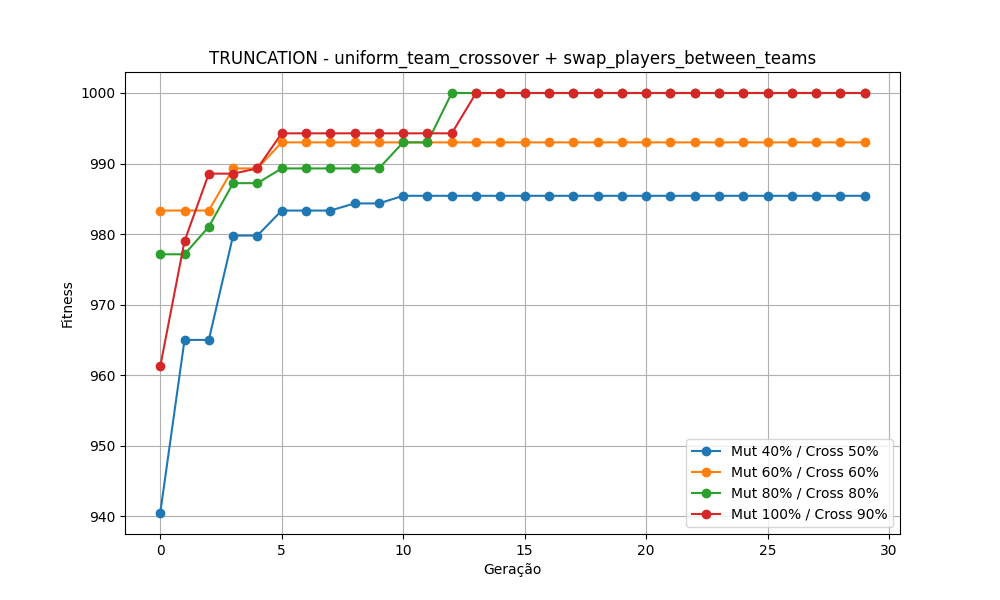 TRUNCATION - uniform_team_crossover + swap_players_between_teams
1000
990
980
970
960
950
940
Fitness
0
5
10
15
20
25
30
Geração
Mut 40% / Cross 50%
Mut 60% / Cross 60%
Mut 80% / Cross 80%
Mut 100% / Cross 90%